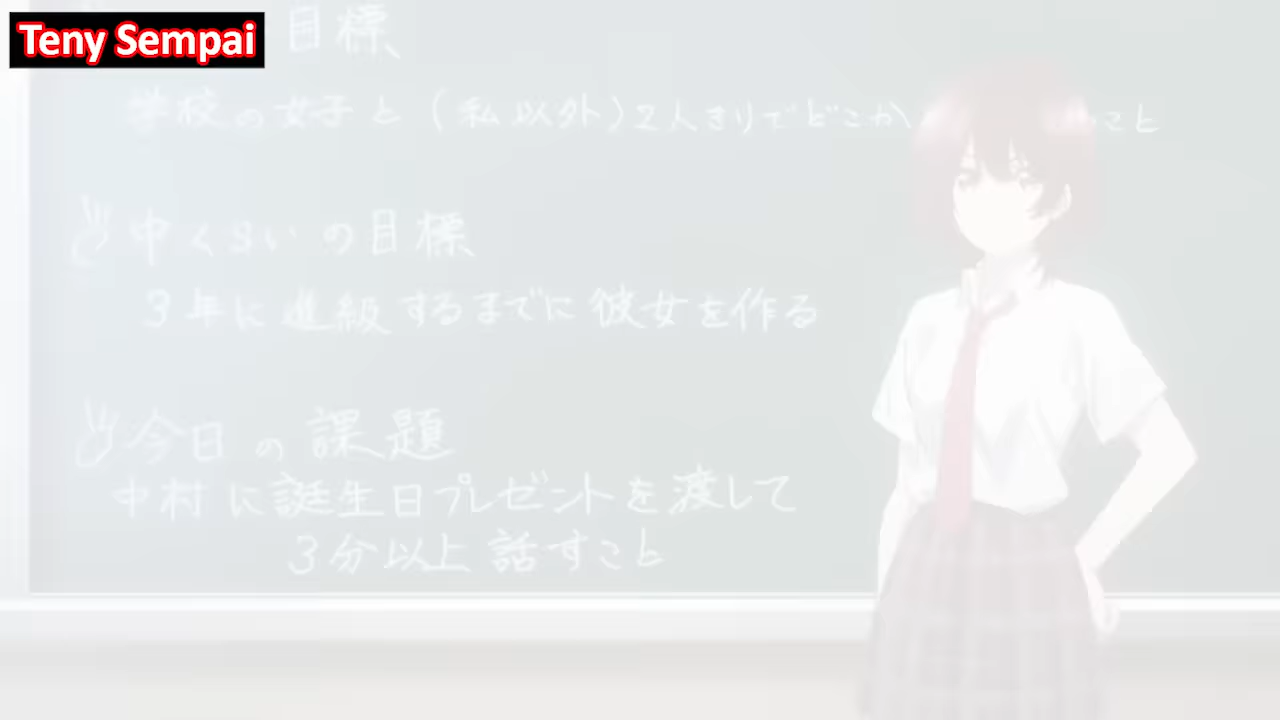 Teny Sempai
目標
学校の女子と(私以外)2人きりでどこか こと
中くらいの目標
3年に進級するまでに彼女を作る
今日の課題
中村に誕生日プレゼントを渡して
3分以上話すこと